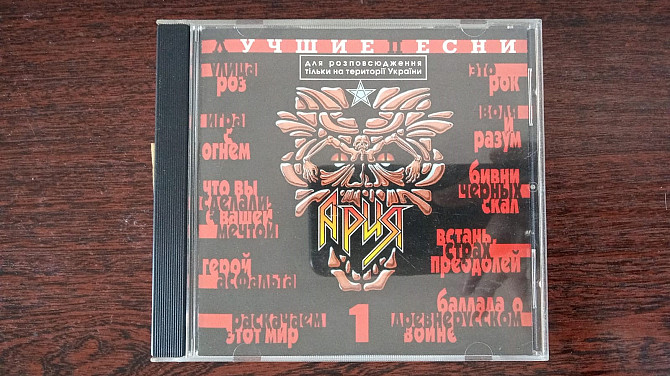 ЛУЧШИЕ ПЕСНИ
для розповсюдження
тільки на території України
улица
роз
игра
с
огнем
что вы
сделали
с вашей
мечтой
герой
асфальта
раскачаем
этот мир
АРИЯ
1
это
рок
воля
и
разум
бивни
черных
скал
встань,
страх
преодолей
баллада о
древнерусском
воине